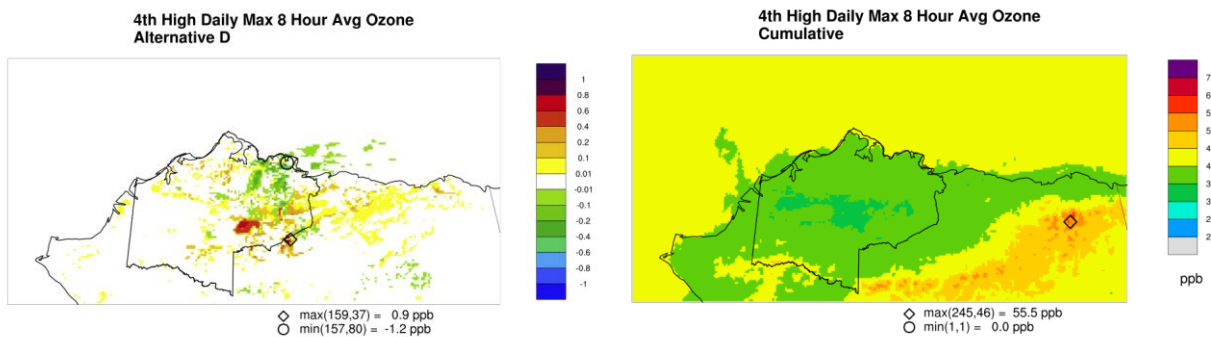 4th High Daily Max 8 Hour Avg Ozone
Alternative D
1
0.8
0.6
0.4
0.2
0.01
-0.01
-0.1
-0.2
-0.4
-0.6
-0.8
-1
max(159,37) = 0.9 ppb
min(157,80) = -1.2 ppb
4th High Daily Max 8 Hour Avg Ozone
Cumulative
7
6
5
5
4
4
3
3
2
2
ppb
max(245,46) = 55.5 ppb
min(1,1) = 0.0 ppb